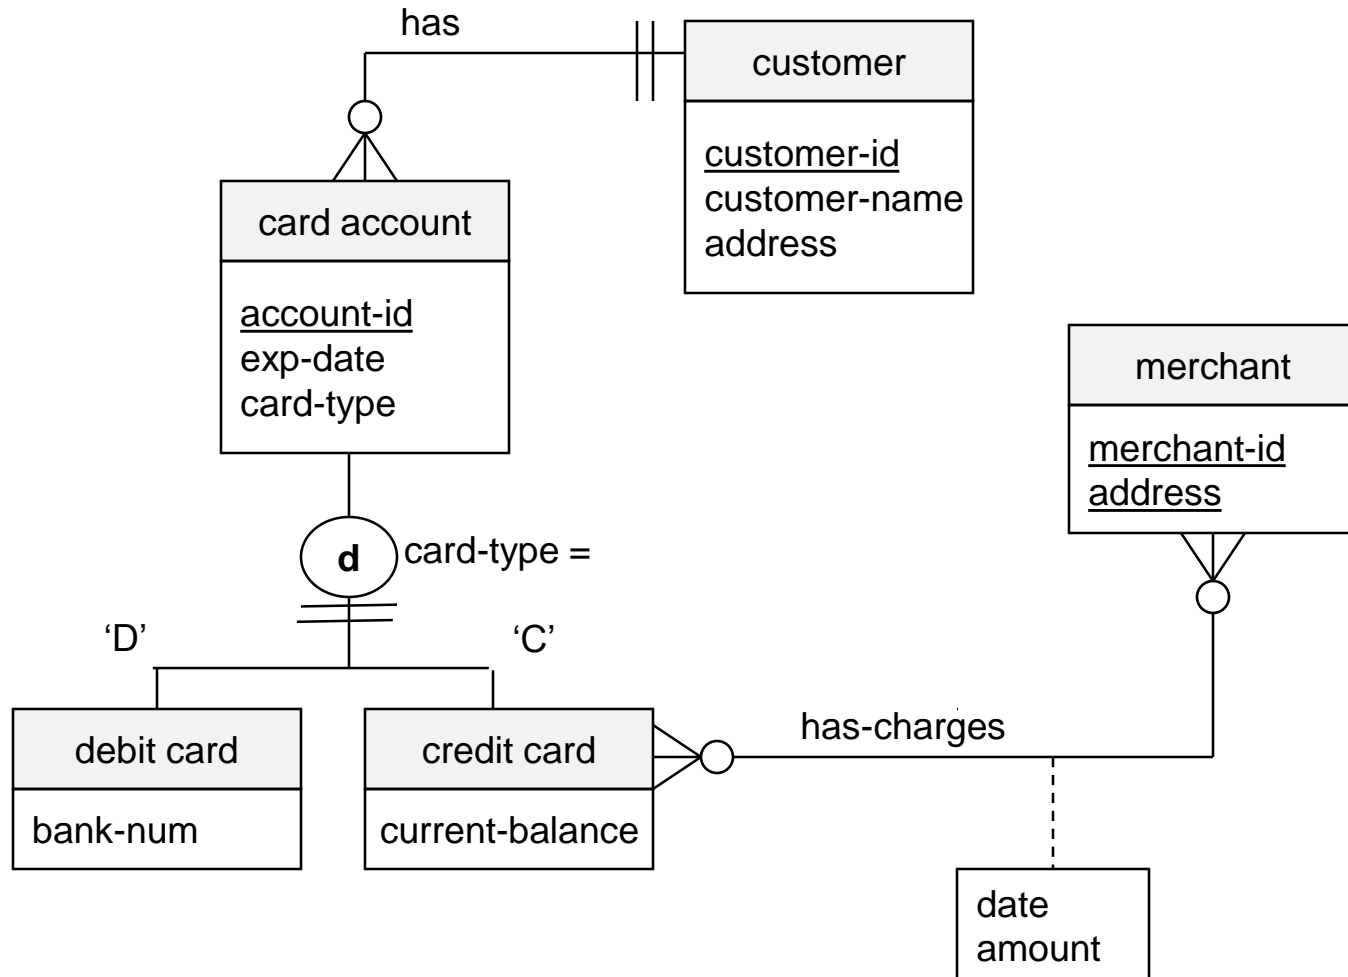 has
customer
customer-id
customer-name
address
card account
account-id
exp-date
card-type
merchant
merchant-id
address
d
card-type =
‘D’
‘C’
debit card
bank-num
credit card
current-balance
has-charges
date
amount